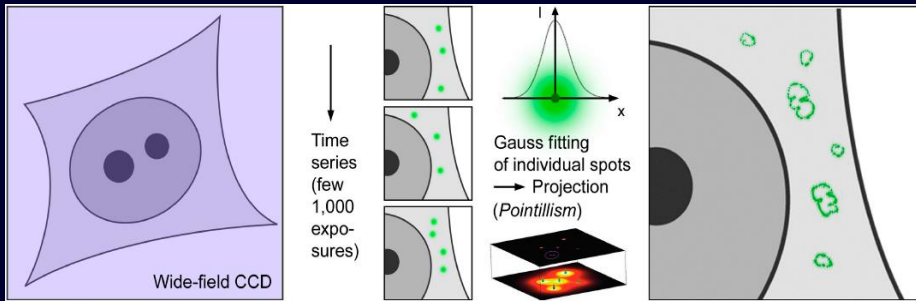 Wide-field CCD
Time
series
(few
1,000
expo-
sures)
I
x
Gauss fitting
of individual spots
→ Projection
(Pointillism)